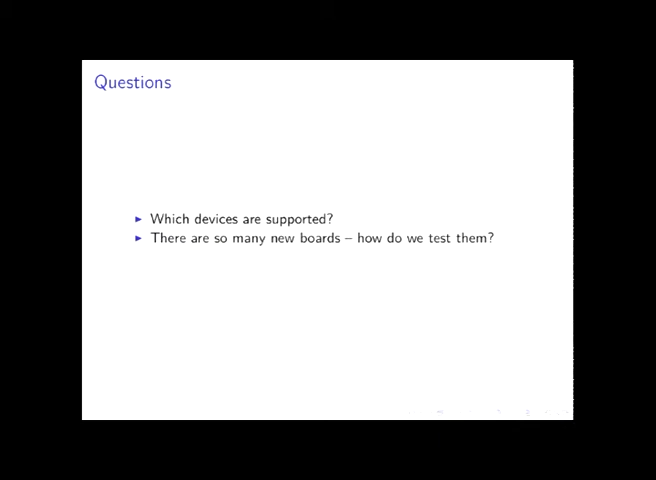 Questions
Which devices are supported?
There are so many new boards – how do we test them?